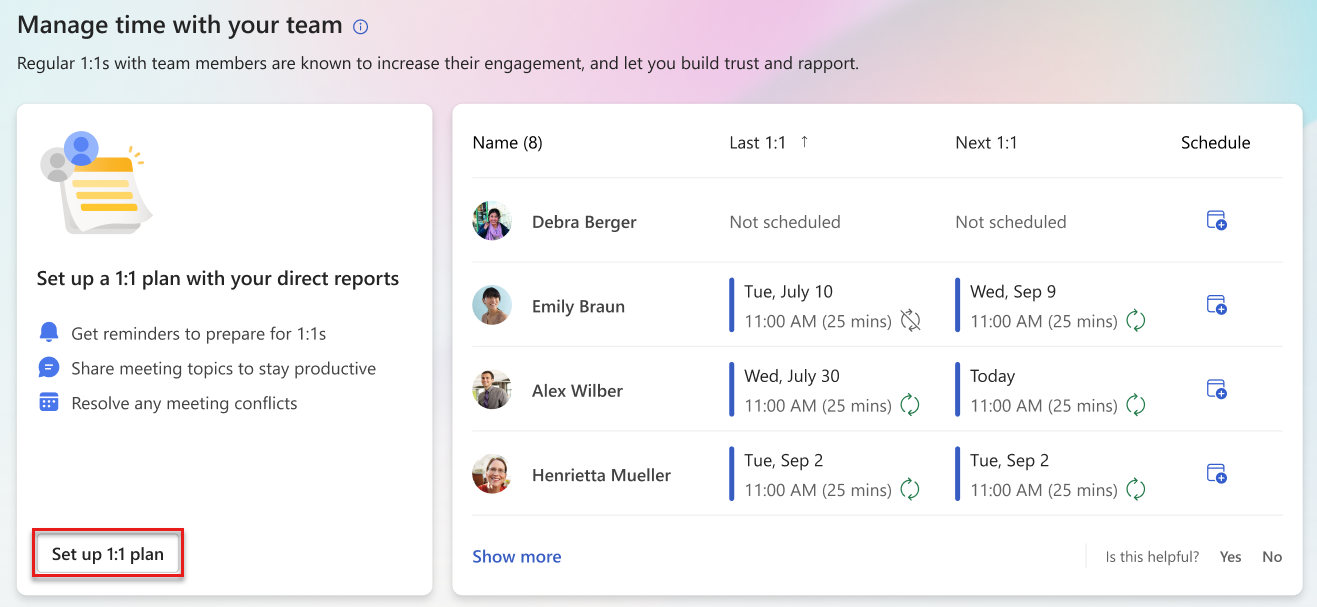 Manage time with your team
Regular 1:1s with team members are known to increase their engagement, and let you build trust and rapport.
Set up a 1:1 plan with your direct reports
Get reminders to prepare for 1:1s
Share meeting topics to stay productive
Resolve any meeting conflicts
Set up 1:1 plan
Name (8) Last 1:1 ↑ Next 1:1 Schedule
Debra Berger Not scheduled Not scheduled
Tue, July 10 Wed, Sep 9
Emily Braun
11:00 AM (25 mins) 11:00 AM (25 mins)
Wed, July 30 Today
Alex Wilber
11:00 AM (25 mins) 11:00 AM (25 mins)
Tue, Sep 2 Tue, Sep 2
Henrietta Mueller
11:00 AM (25 mins) 11:00 AM (25 mins)
Show more Is this helpful? Yes No